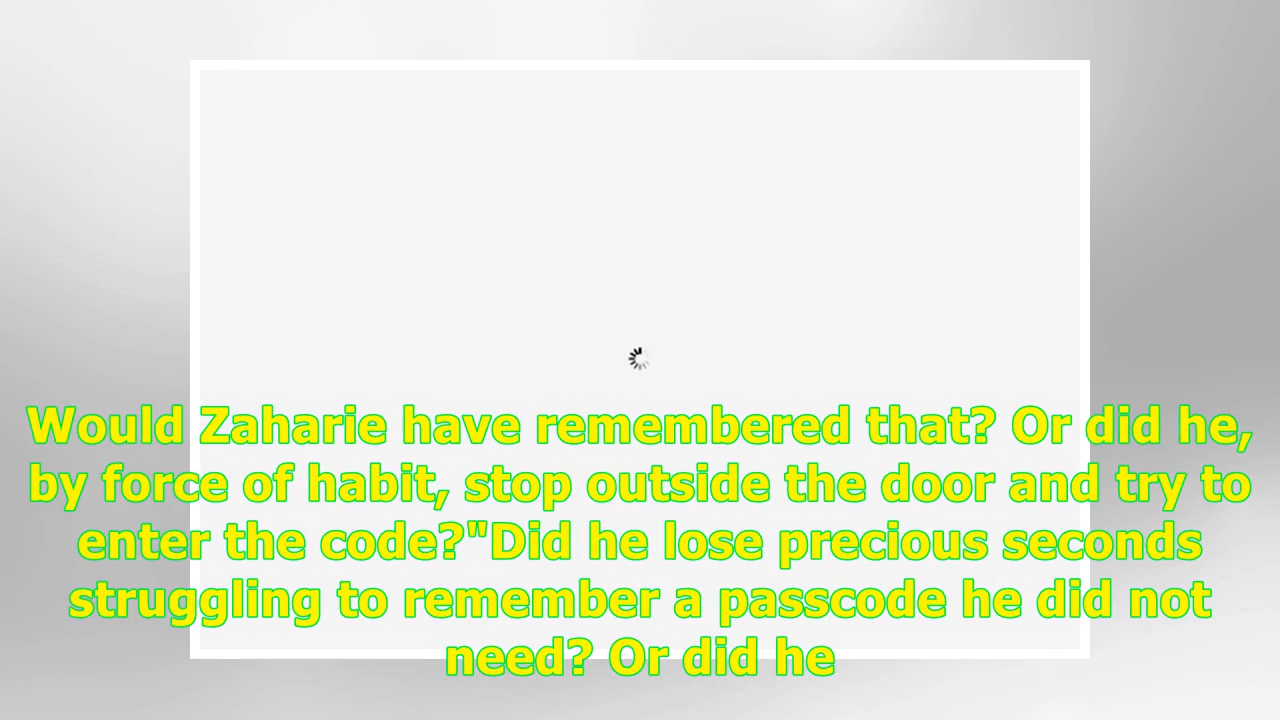 Would Zaharie have remembered that? Or did he,
by force of habit, stop outside the door and try to
enter the code?"Did he lose precious seconds
struggling to remember a passcode he did not
need? Or did he